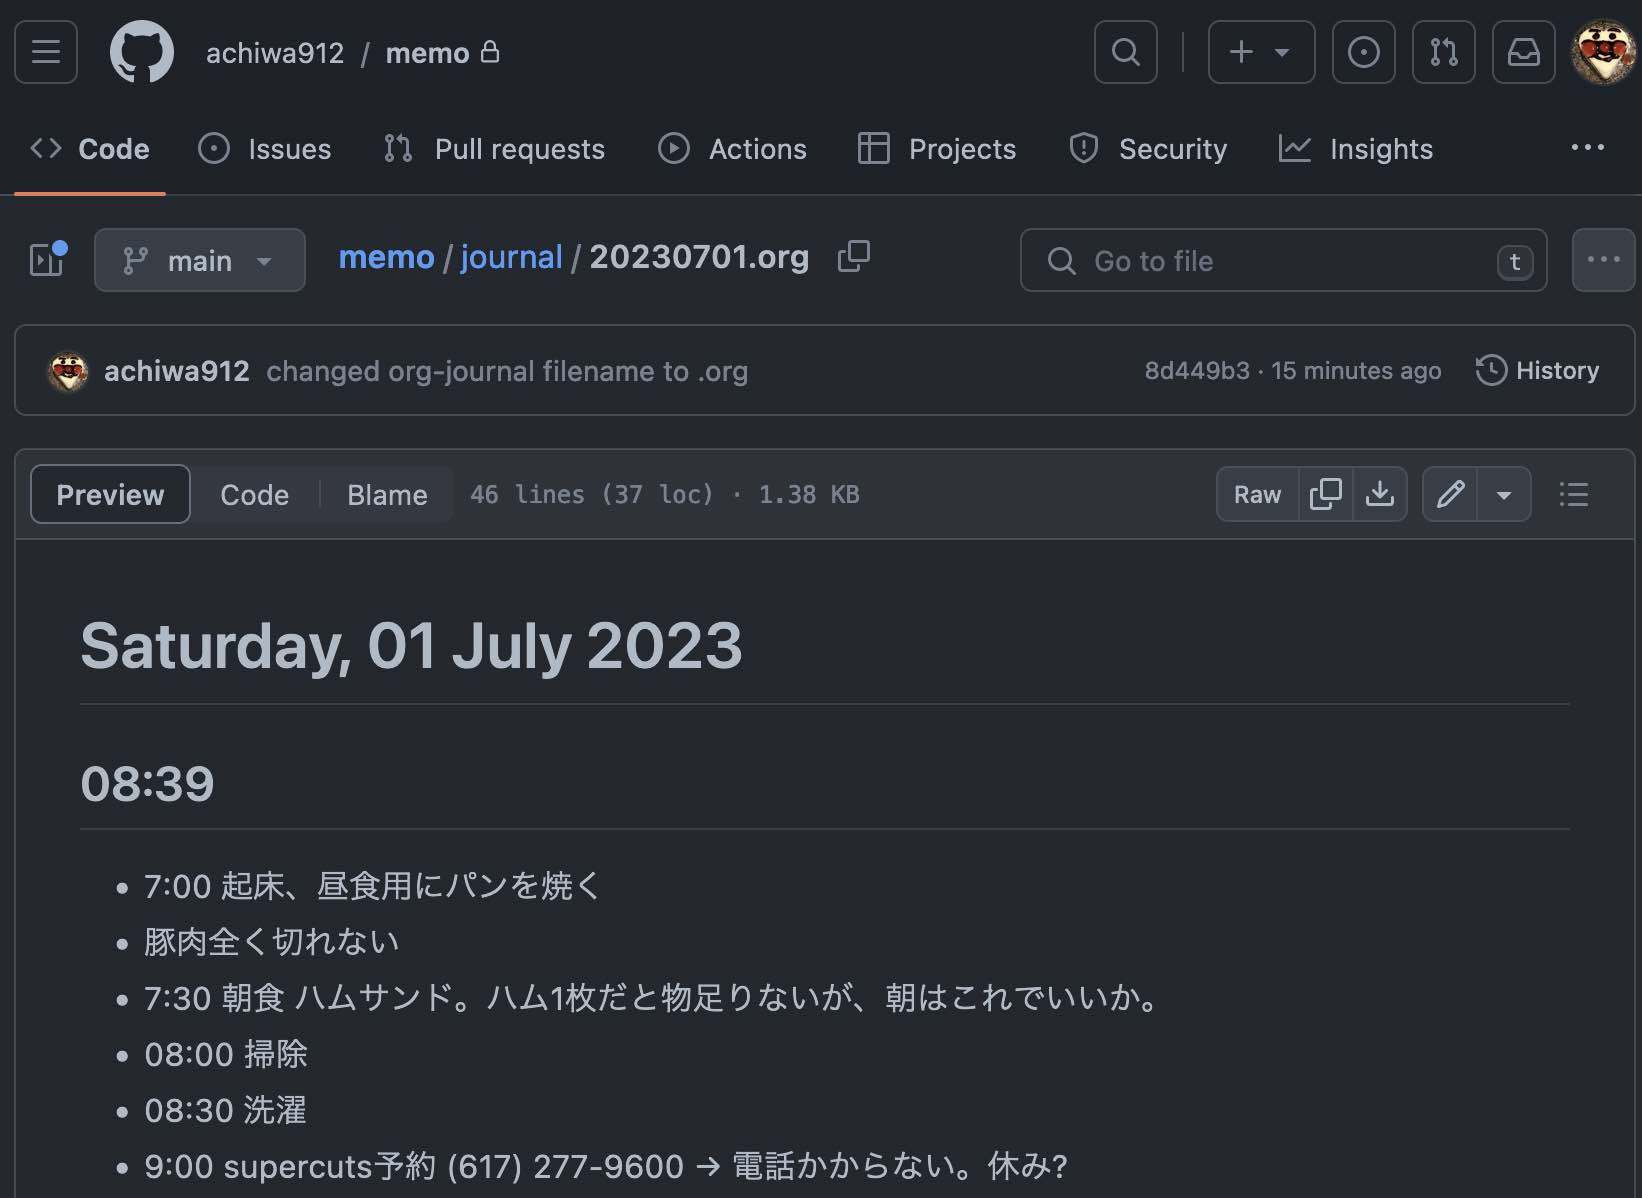 achiwa912 / memo
Code Issues Pull requests Actions Projects Security Insights
main memo / journal / 20230701.org Go to file t
achiwa912 changed org-journal filename to .org 8d449b3 · 15 minutes ago History
Preview Code Blame 46 lines (37 loc) · 1.38 KB Raw
Saturday, 01 July 2023
08:39
• 7:00 起床、昼食用にパンを焼く
• 豚肉全く切れない
• 7:30 朝食 ハムサンド。ハム1枚だと物足りないが、朝はこれでいいか。
• 08:00 掃除
• 08:30 洗濯
• 9:00 supercuts予約 (617) 277-9600 → 電話かからない。休み?